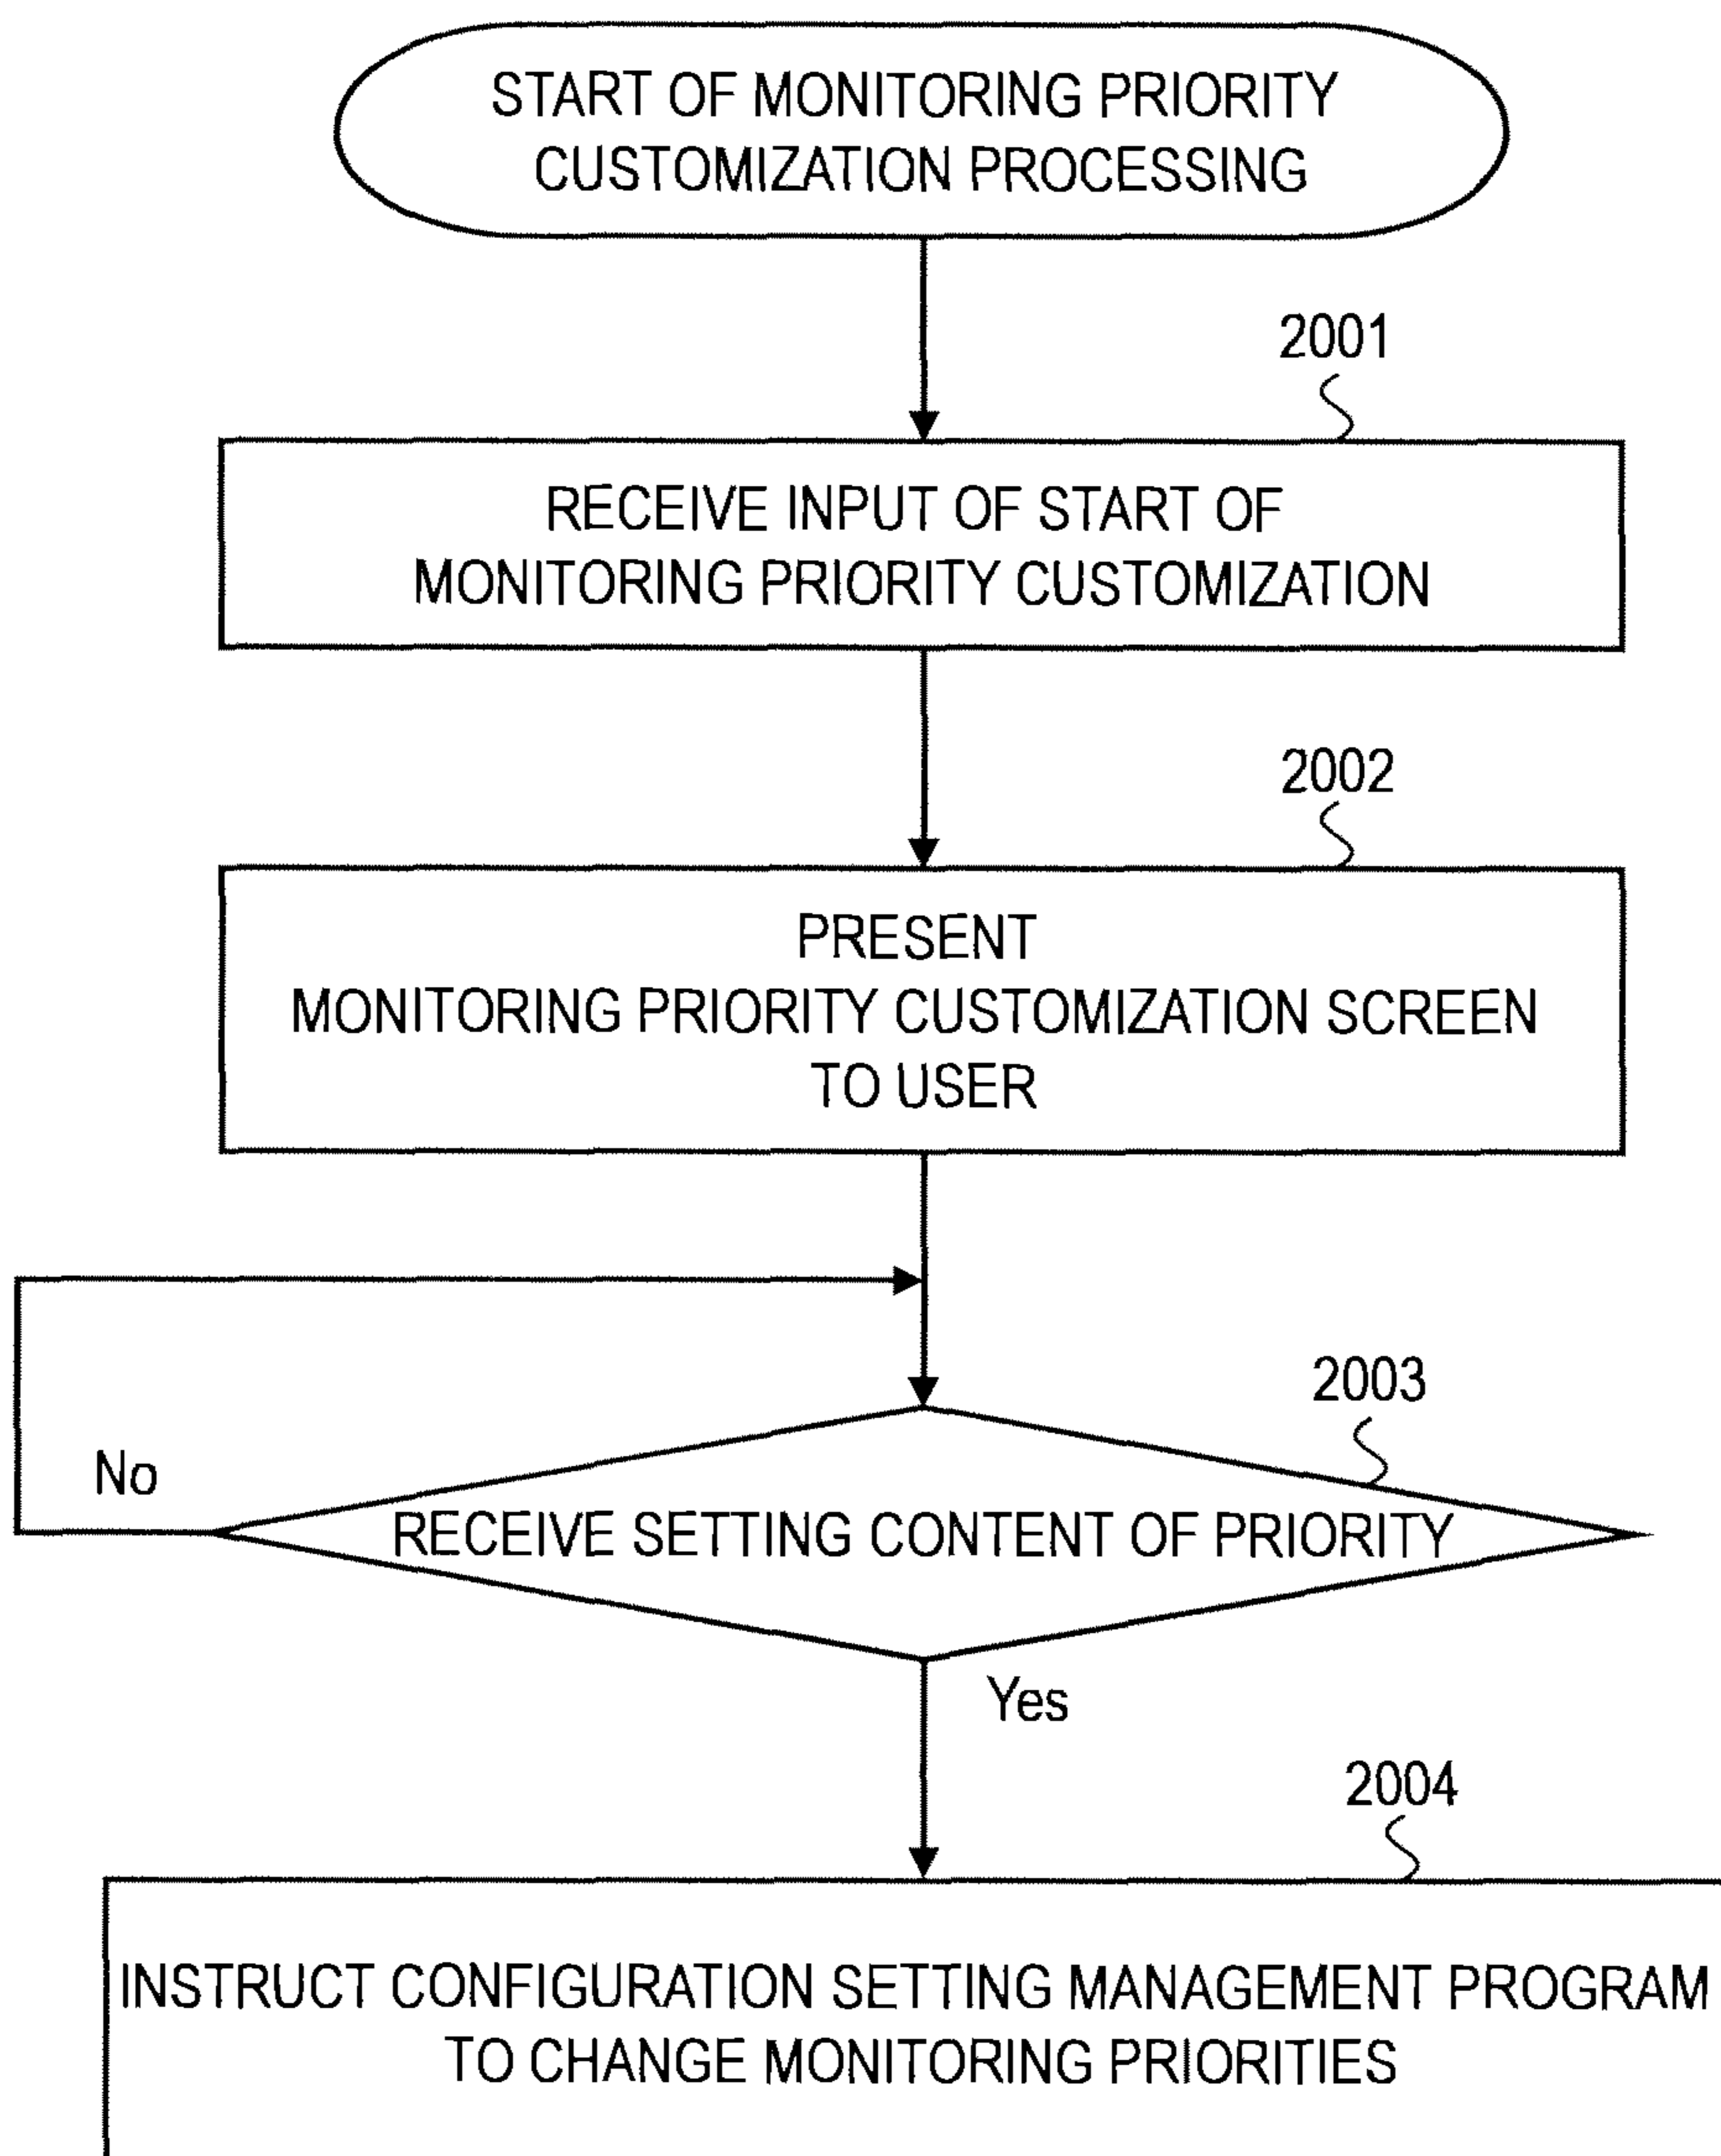 START OF MONITORING PRIORITY
CUSTOMIZATION PROCESSING
2001
RECEIVE INPUT OF START OF
MONITORING PRIORITY CUSTOMIZATION
2002
PRESENT
MONITORING PRIORITY CUSTOMIZATION SCREEN
TO USER
2003
No
RECEIVE SETTING CONTENT OF PRIORITY
Yes
2004
INSTRUCT CONFIGURATION SETTING MANAGEMENT PROGRAM
TO CHANGE MONITORING PRIORITIES